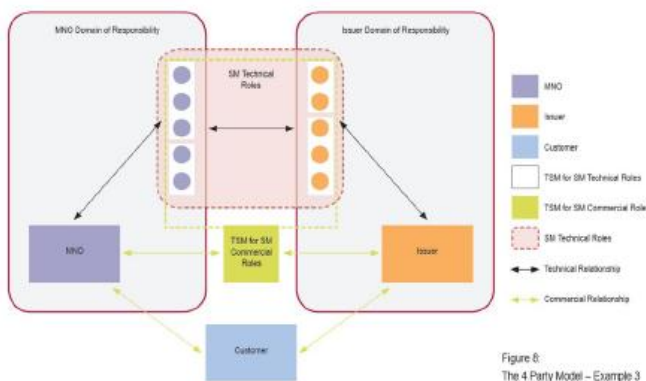 MNO Domain of Responsibility
Issuer Domain of Responsibility
SM Technical
Roles
MNO
TSM for SM
Commercial
Roles
Issuer
Customer
MNO
Issuer
Customer
TSM for SM Technical Roles
TSM for SM Commercial Role
SM Technical Roles
Technical Relationship
Commercial Relationship
Figure 8:
The 4 Party Model – Example 3